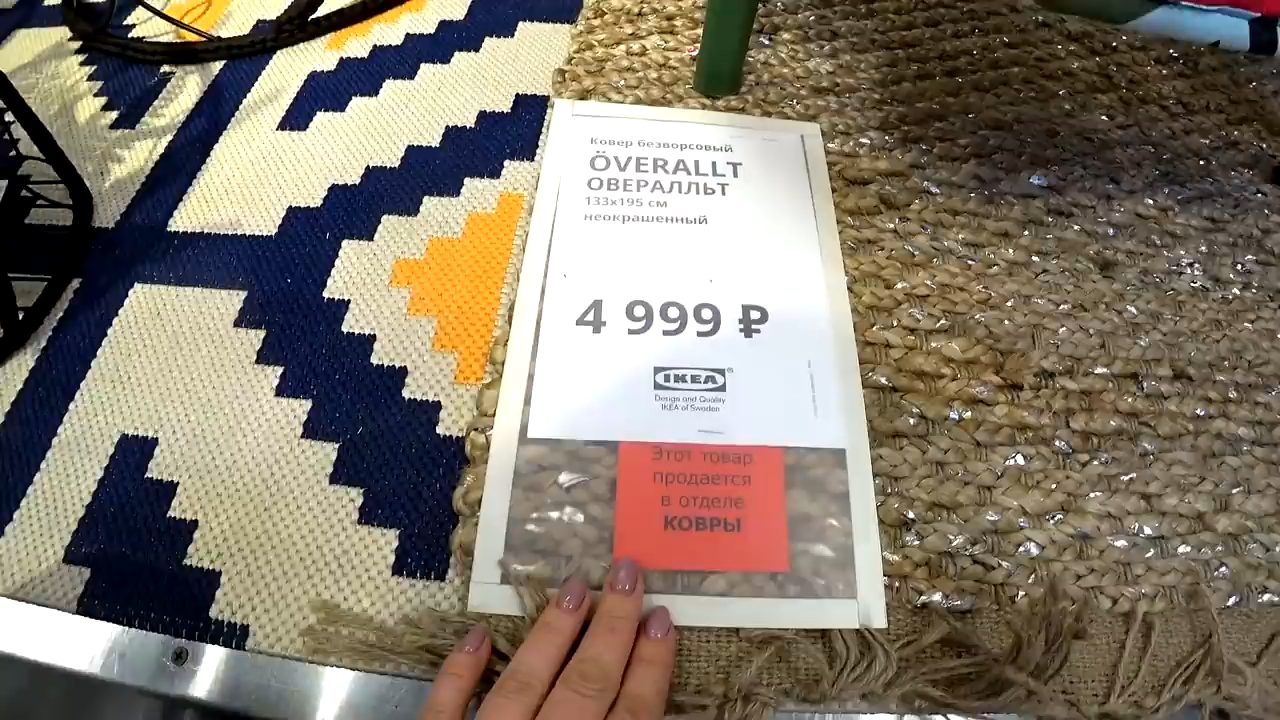 Ковер безворсовый
ÖVERALLT
ОВЕРАЛЛЬТ
133x195 см
неокрашенный
4 999 ₽
IKEA®
Design and Quality
IKEA of Sweden
Этот товар
продается
в отделе
КОВРЫ